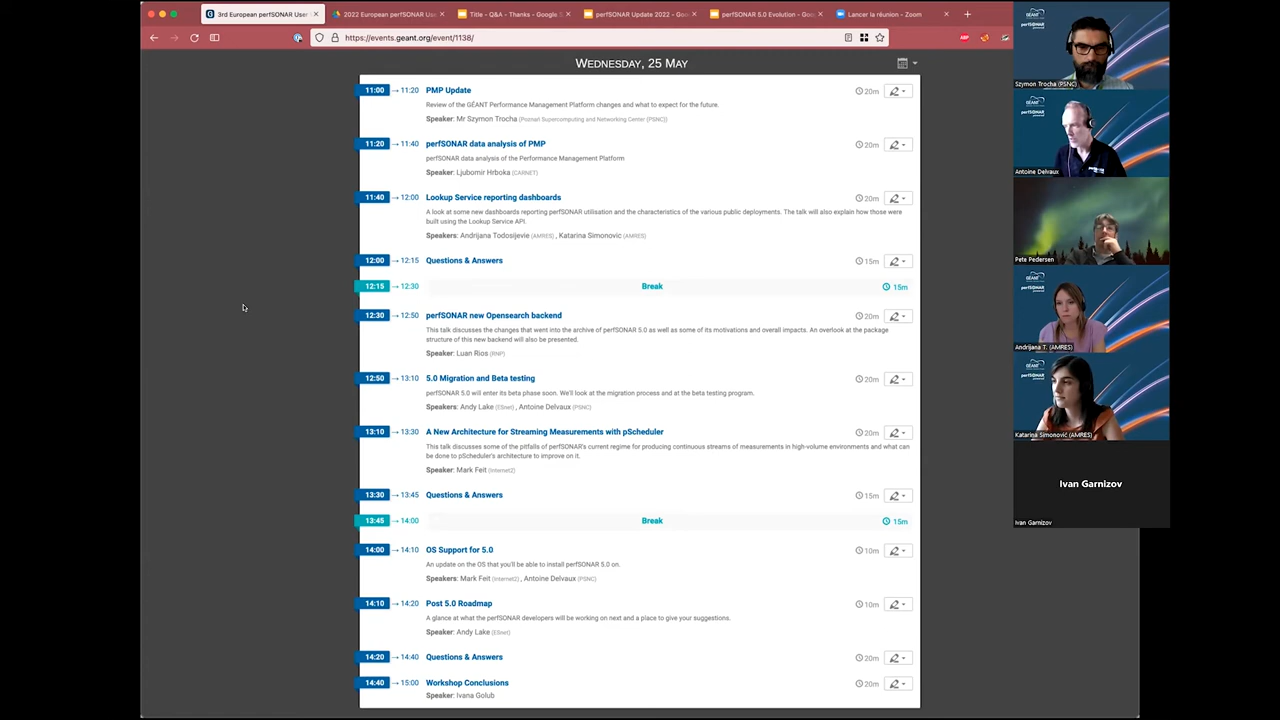 3rd European perfSONAR User
2022 European perfSONAR Us
Title - Q&A - Thanks - Google S
perfSONAR Update 2022 - Goo
perfSONAR 5.0 Evolution - Goo
Lancer la réunion - Zoom
https://events.geant.org/event/1138/
WEDNESDAY, 25 MAY
11:00 → 11:20 PMP Update 20m
Review of the GÉANT Performance Management Platform changes and what to expect for the future.
Speaker: Mr Szymon Trocha (Poznań Supercomputing and Networking Center (PSNC))
11:20 → 11:40 perfSONAR data analysis of PMP 20m
perfSONAR data analysis of the Performance Management Platform
Speaker: Ljubomir Hrboka (CARNET)
11:40 → 12:00 Lookup Service reporting dashboards 20m
A look at some new dashboards reporting perfSONAR utilisation and the characteristics of the various public deployments. The talk will also explain how those were
built using the Lookup Service API.
Speakers: Andrijana Todosijevie (AMRES) , Katarina Simonovic (AMRES)
12:00 → 12:15 Questions & Answers 15m
12:15 → 12:30 Break 15m
12:30 → 12:50 perfSONAR new Opensearch backend 20m
This talk discusses the changes that went into the archive of perfSONAR 5.0 as well as some of its motivations and overall impacts. An overlook at the package
structure of this new backend will also be presented.
Speaker: Luan Rios (RNP)
12:50 → 13:10 5.0 Migration and Beta testing 20m
perfSONAR 5.0 will enter its beta phase soon. We'll look at the migration process and at the beta testing program.
Speakers: Andy Lake (ESnet) , Antoine Delvaux (PSNC)
13:10 → 13:30 A New Architecture for Streaming Measurements with pScheduler 20m
This talk discusses some of the pitfalls of perfSONAR's current regime for producing continuous streams of measurements in high-volume environments and what can
be done to pScheduler's architecture to improve on it.
Speaker: Mark Feit (Internet2)
13:30 → 13:45 Questions & Answers 15m
13:45 → 14:00 Break 15m
14:00 → 14:10 OS Support for 5.0 10m
An update on the OS that you'll be able to install perfSONAR 5.0 on.
Speakers: Mark Feit (Internet2) , Antoine Delvaux (PSNC)
14:10 → 14:20 Post 5.0 Roadmap 10m
A glance at what the perfSONAR developers will be working on next and a place to give your suggestions.
Speaker: Andy Lake (ESnet)
14:20 → 14:40 Questions & Answers 20m
14:40 → 15:00 Workshop Conclusions 20m
Speaker: Ivana Golub
GÉANT
perfSONAR
Szymon Trocha (PSNC)
GÉANT
perfSONAR
Antoine Delvaux
Pete Pedersen
GÉANT
perfSONAR
Andrijana T. (AMRES)
GÉANT
perfSONAR
Katarina Simonović (AMRES)
Ivan Garnizov
Ivan Garnizov